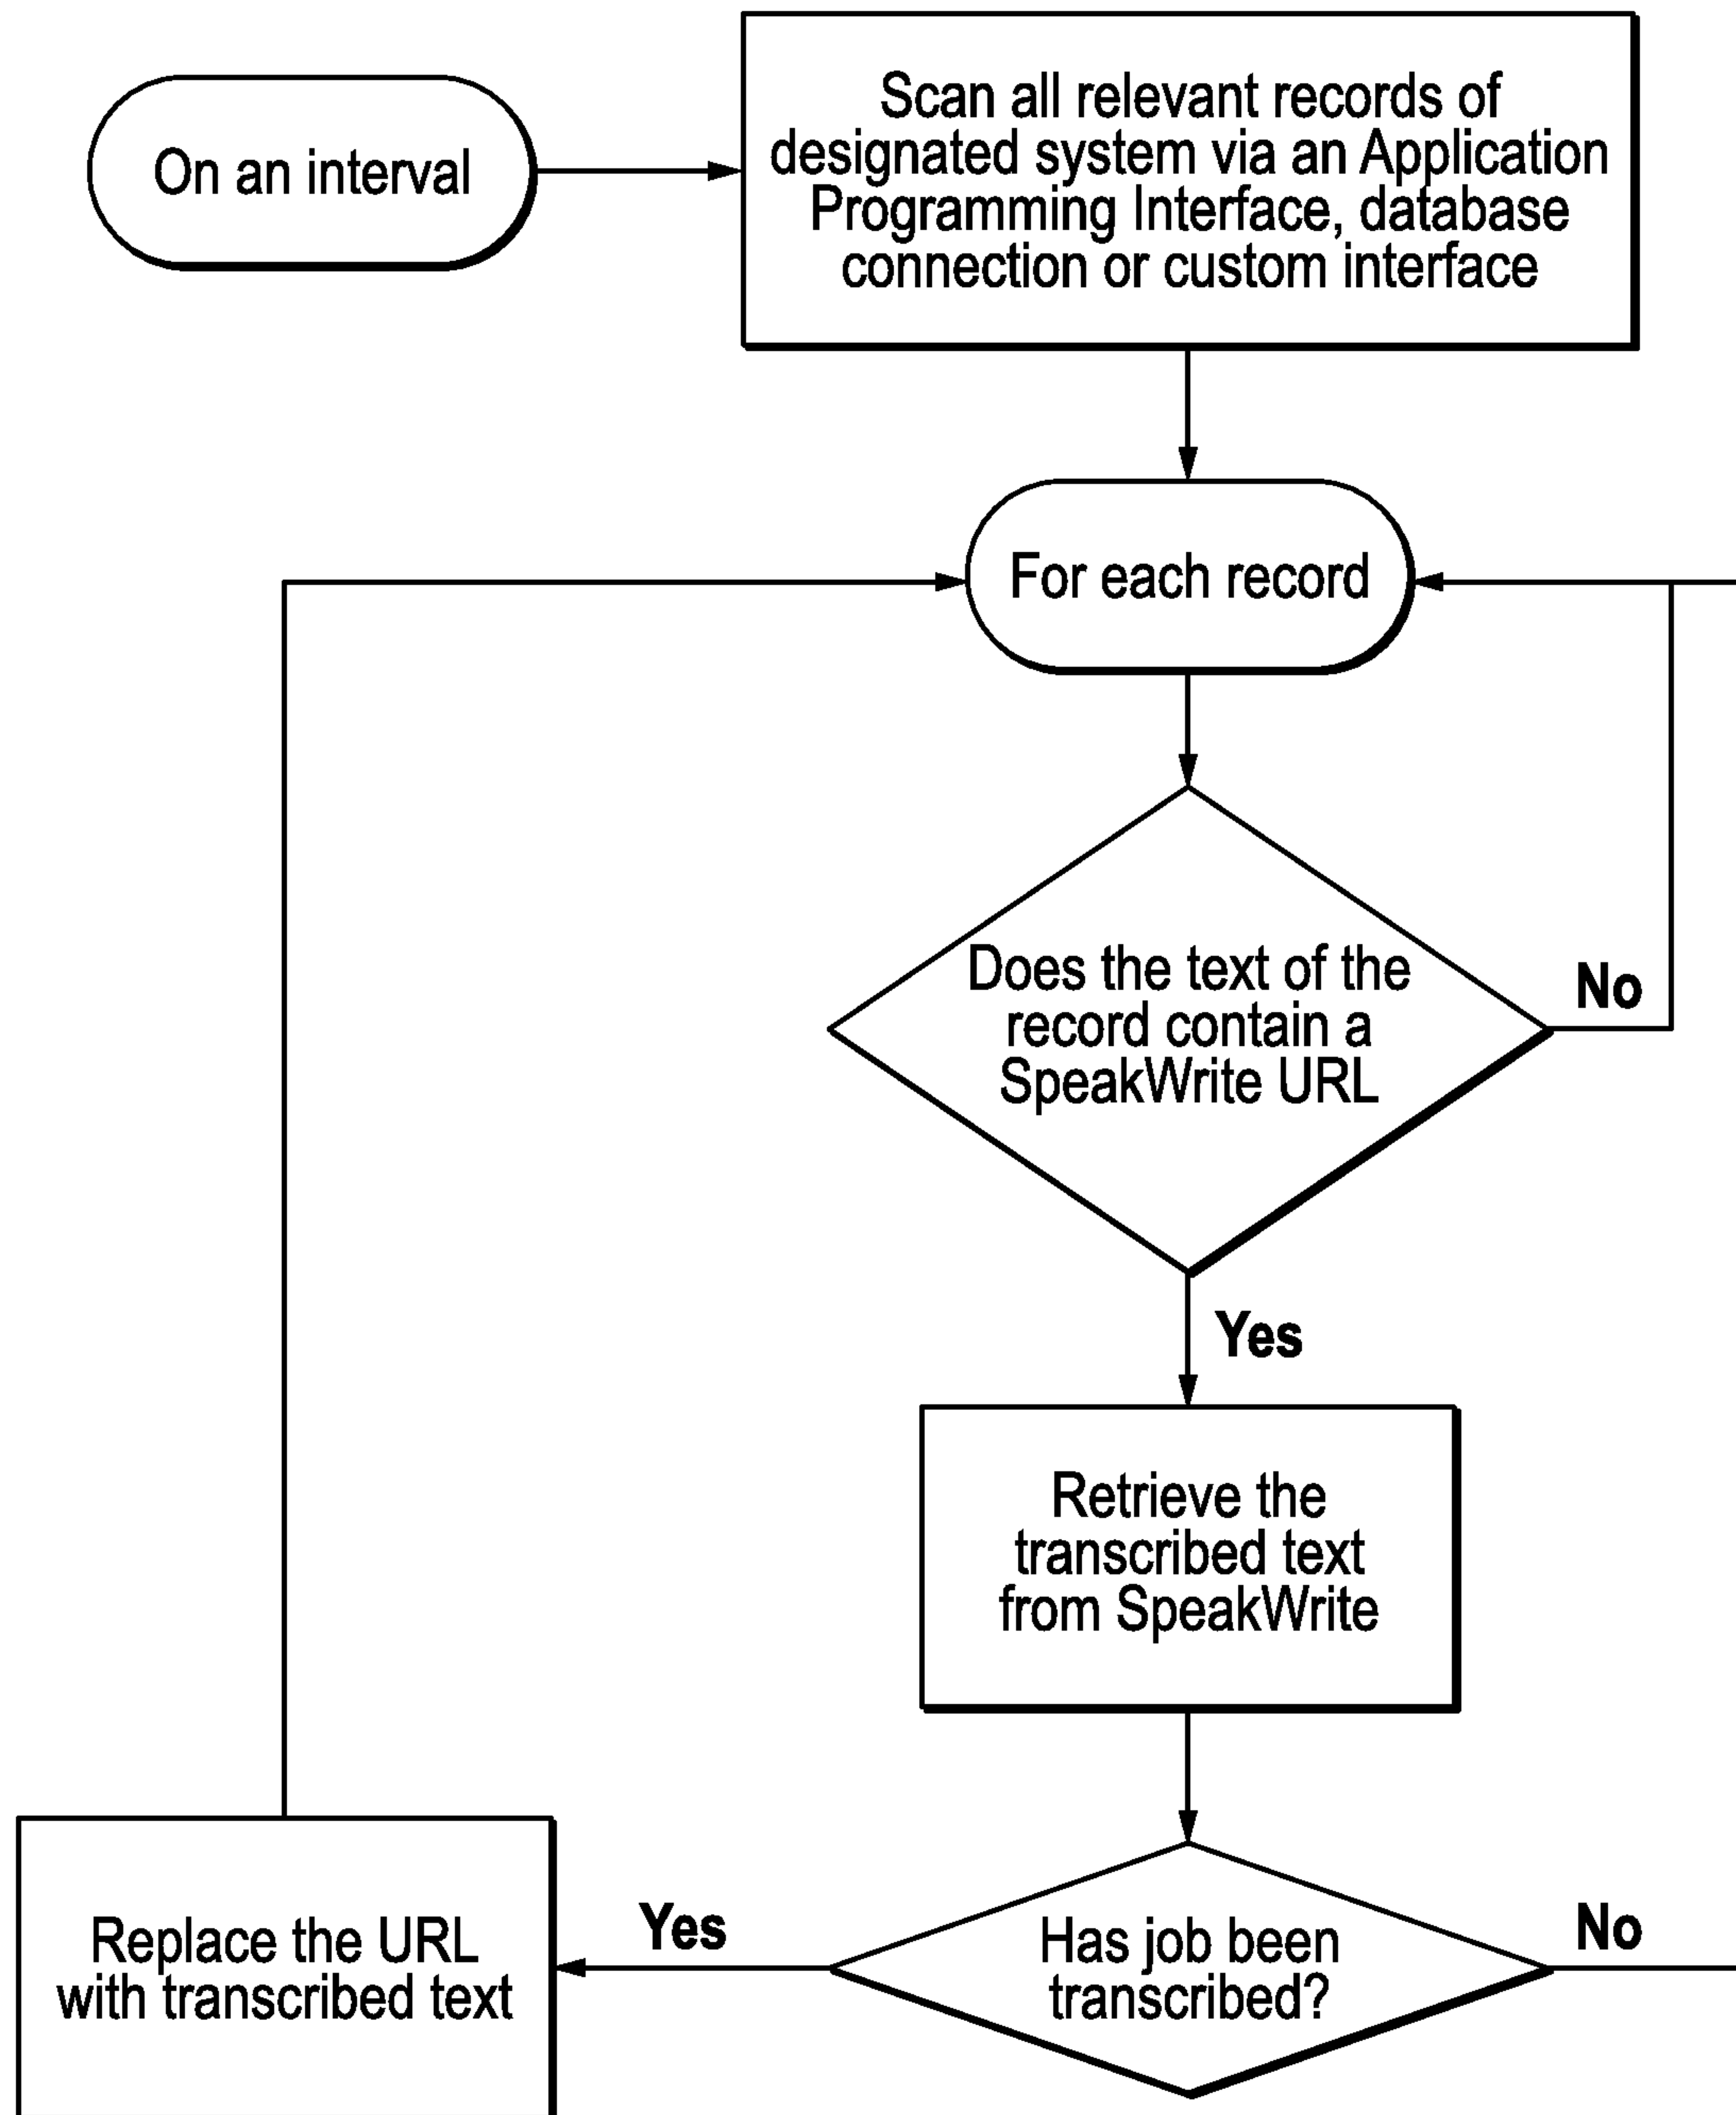 On an interval
Scan all relevant records of
designated system via an Application
Programming Interface, database
connection or custom interface
For each record
Does the text of the
record contain a
SpeakWrite URL
No
Yes
Retrieve the
transcribed text
from SpeakWrite
Has job been
transcribed?
Yes
No
Replace the URL
with transcribed text